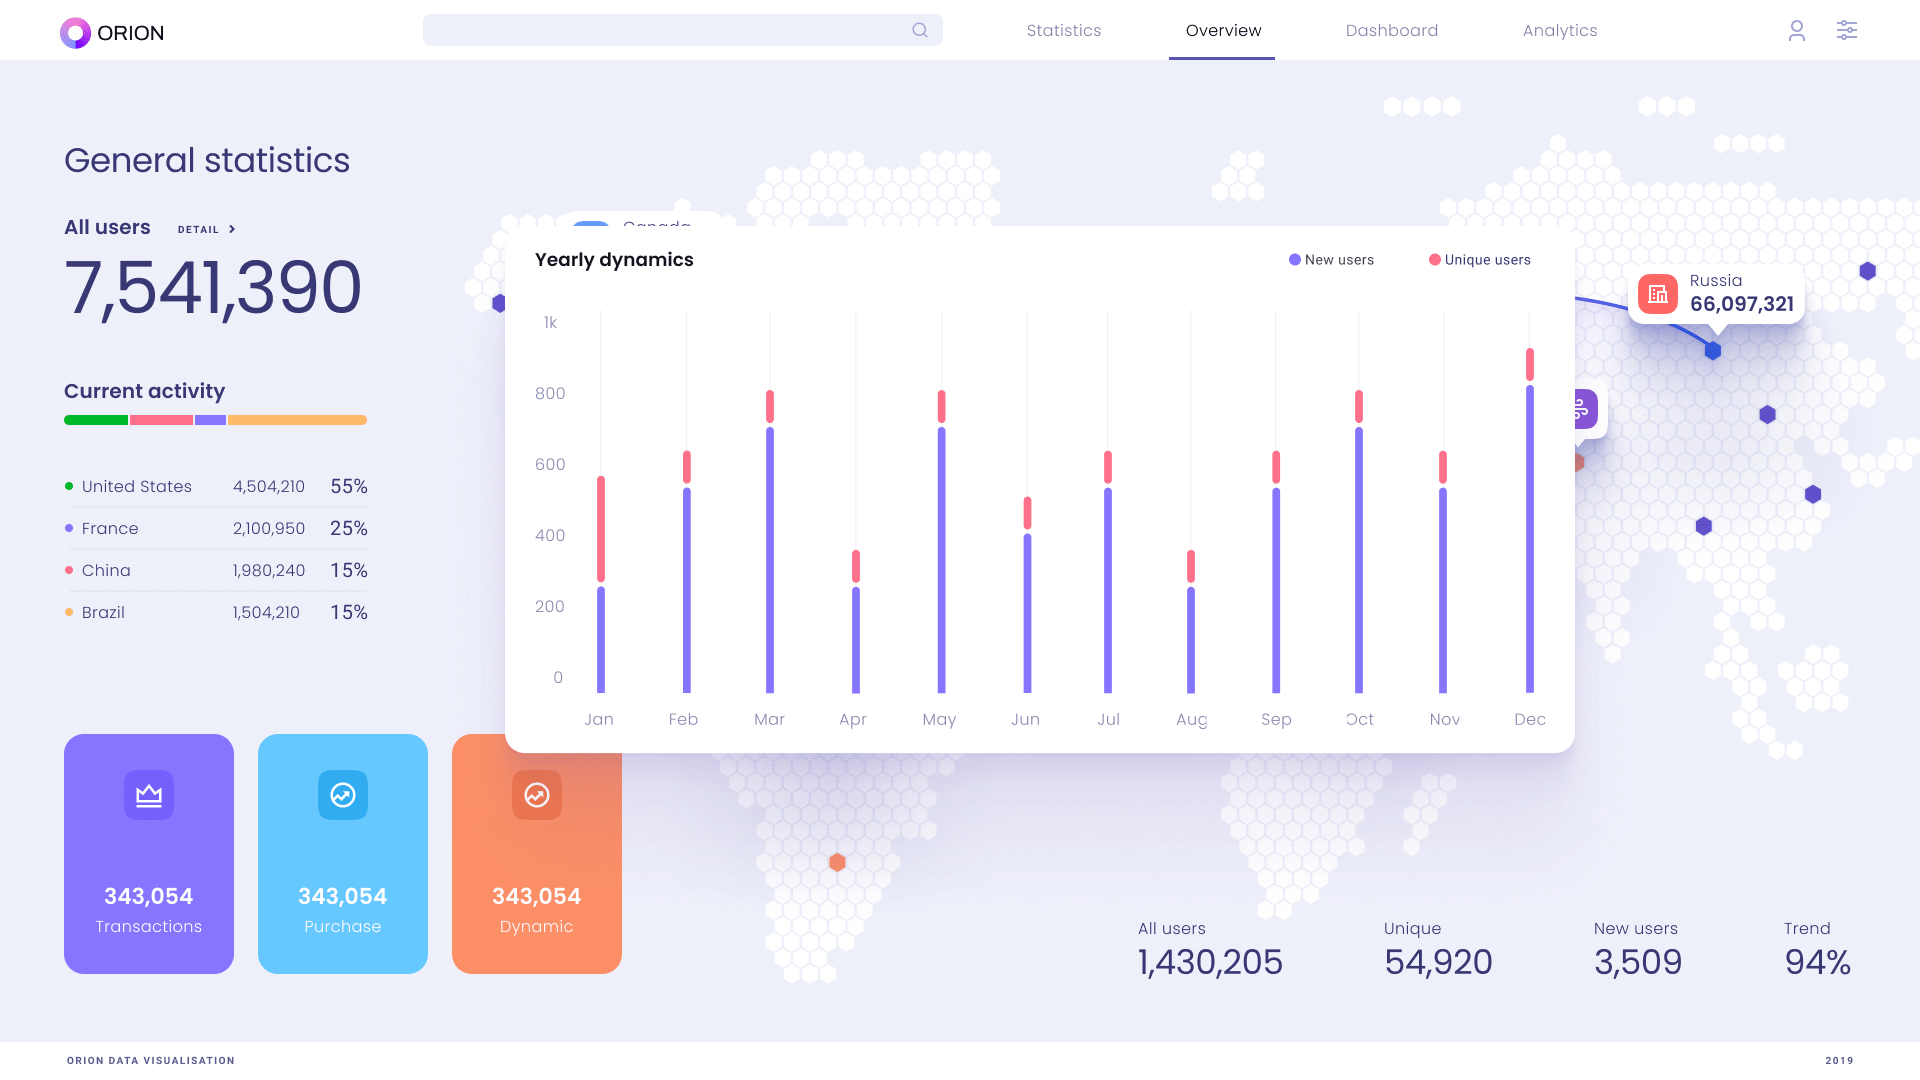 ORION
Statistics
Overview
Dashboard
Analytics
General statistics
All users
DETAIL
7,541,390
Current activity
United States 4,504,210 55%
France 2,100,950 25%
China 1,980,240 15%
Brazil 1,504,210 15%
343,054
Transactions
343,054
Purchase
343,054
Dynamic
Canada
Yearly dynamics
New users
Unique users
1k
800
600
400
200
0
Jan Feb Mar Apr May Jun Jul Aug Sep Oct Nov Dec
Russia
66,097,321
All users
1,430,205
Unique
54,920
New users
3,509
Trend
94%
ORION DATA VISUALISATION
2019